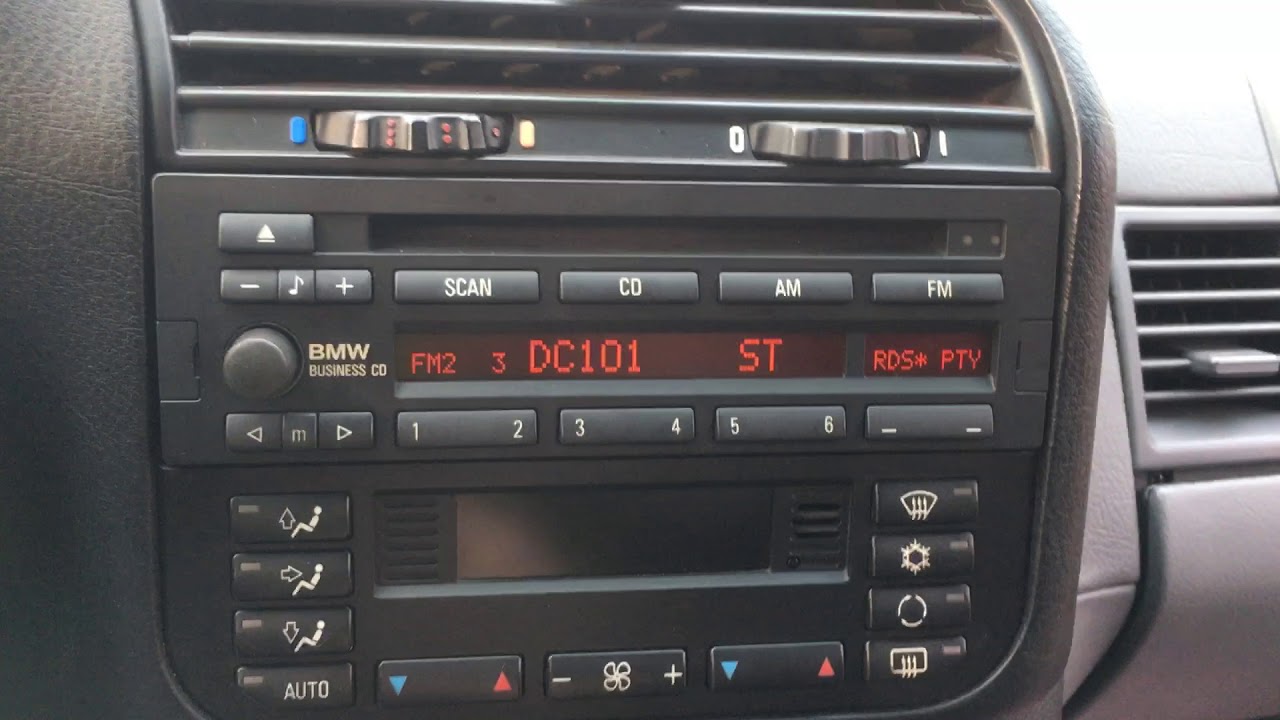 0 I
− +
SCAN CD AM FM
BMW
BUSINESS CD
FM2 3 DC101 ST RDS* PTY
m
1 2 3 4 5 6 − −
− +
AUTO